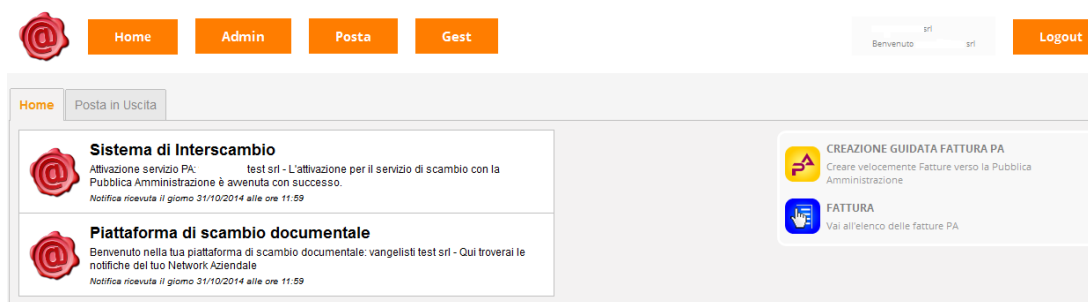 Home
Admin
Posta
Gest
srl
Benvenuto srl
Logout
Home
Posta in Uscita
Sistema di Interscambio
Attivazione servizio PA: test srl - L'attivazione per il servizio di scambio con la
Pubblica Amministrazione è avvenuta con successo.
Notifica ricevuta il giorno 31/10/2014 alle ore 11:59
Piattaforma di scambio documentale
Benvenuto nella tua piattaforma di scambio documentale: vangelisti test srl - Qui troverai le
notifiche del tuo Network Aziendale
Notifica ricevuta il giorno 31/10/2014 alle ore 11:59
CREAZIONE GUIDATA FATTURA PA
Creare velocemente Fatture verso la Pubblica
Amministrazione
FATTURA
Vai all'elenco delle fatture PA